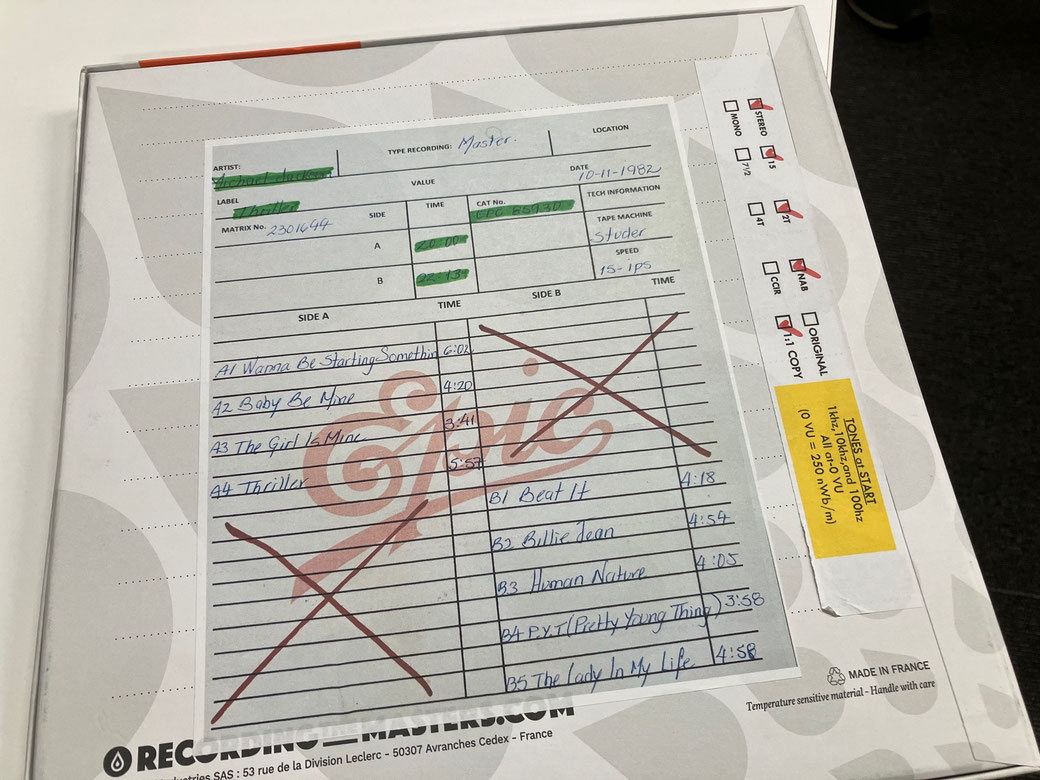 ARTIST: Michael Jackson
TYPE RECORDING: Master.
LOCATION
LABEL Thriller
VALUE
DATE 10-11-1982
MATRIX No. 2301644
SIDE TIME CAT No.
TECH INFORMATION
A 20:00
TAPE MACHINE
Studer
B 22:13
SPEED
15-ips
SIDE A TIME SIDE B TIME
A1 Wanna Be Starting Somethin 6:02
A2 Baby Be Mine 4:20
A3 The Girl Is Mine 3:41
A4 Thriller 5:57
Epic
B1 Beat It 4:18
B2 Billie Jean 4:54
B3 Human Nature 4:05
B4 P.Y.T (Pretty Young Thing) 3:58
B5 The Lady In My Life 4:58
STEREO 15 2T NAB ORIGINAL
MONO 71/2 4T CCIR 1:1 COPY
TONES at START
1khz,10khz,and 100hz
All at-0 VU
(0 VU = 250 nWb/m)
MADE IN FRANCE
Temperature sensitive material - Handle with care
RECORDING THE MASTERS.COM
Industries SAS : 53 rue de la Division Leclerc - 50307 Avranches Cedex - France